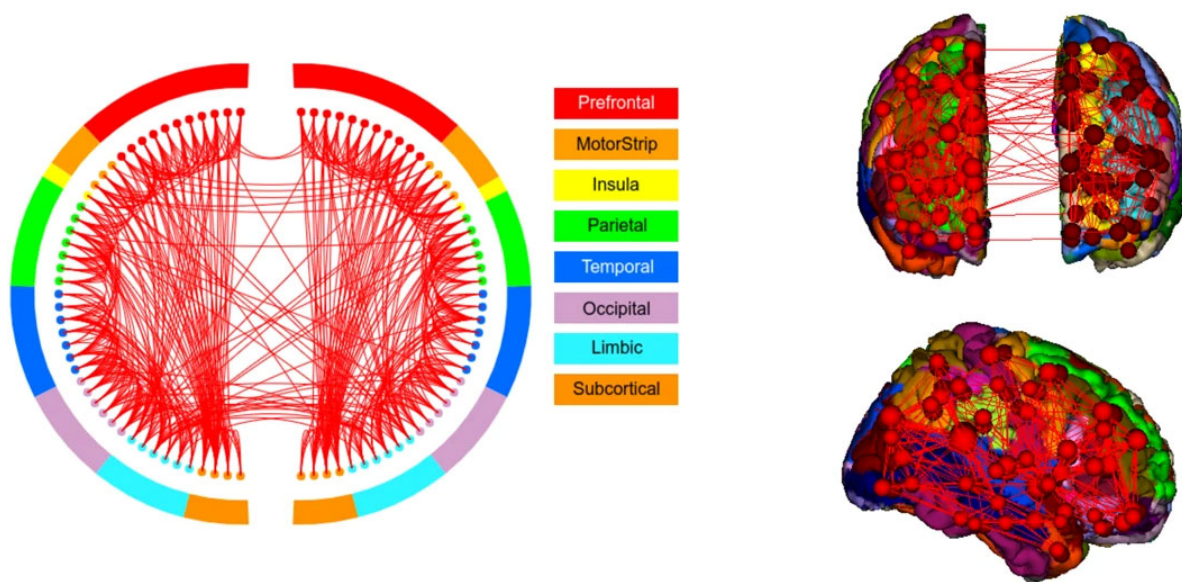 Prefrontal
MotorStrip
Insula
Parietal
Temporal
Occipital
Limbic
Subcortical